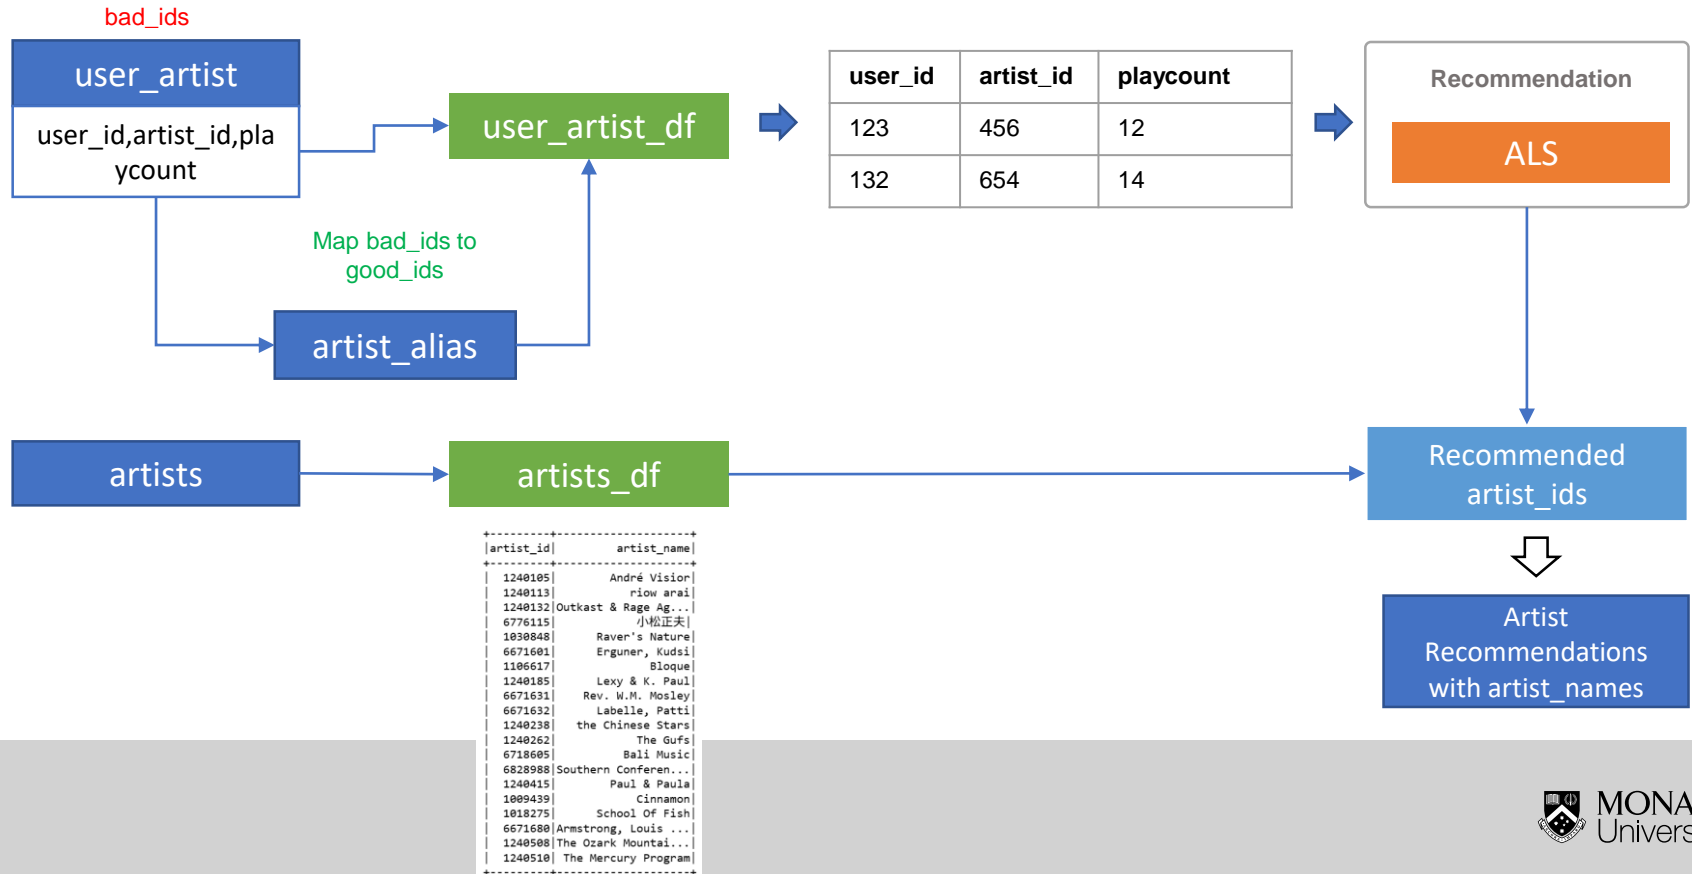 bad_ids
user_artist
user_id,artist_id,pla
ycount
Map bad_ids to
good_ids
artist_alias
user_artist_df
user_id artist_id playcount
123 456 12
132 654 14
Recommendation
ALS
artists
artists_df
Recommended
artist_ids
Artist
Recommendations
with artist_names
+---------+--------------------+
|artist_id| artist_name|
+---------+--------------------+
| 1240105| André Visior|
| 1240113| riow arai|
| 1240132|Outkast & Rage Ag...|
| 6776115| 小松正夫|
| 1030848| Raver's Nature|
| 6671601| Erguner, Kudsi|
| 1106617| Bloque|
| 1240185| Lexy & K. Paul|
| 6671631| Rev. W.M. Mosley|
| 6671632| Labelle, Patti|
| 1240238| the Chinese Stars|
| 1240262| The Gufs|
| 6718605| Bali Music|
| 6828988|Southern Conferen...|
| 1240415| Paul & Paula|
| 1009439| Cinnamon|
| 1018275| School Of Fish|
| 6671680|Armstrong, Louis ...|
| 1240508|The Ozark Mountai...|
| 1240510| The Mercury Program|
+---------+--------------------+
MONA
Univers